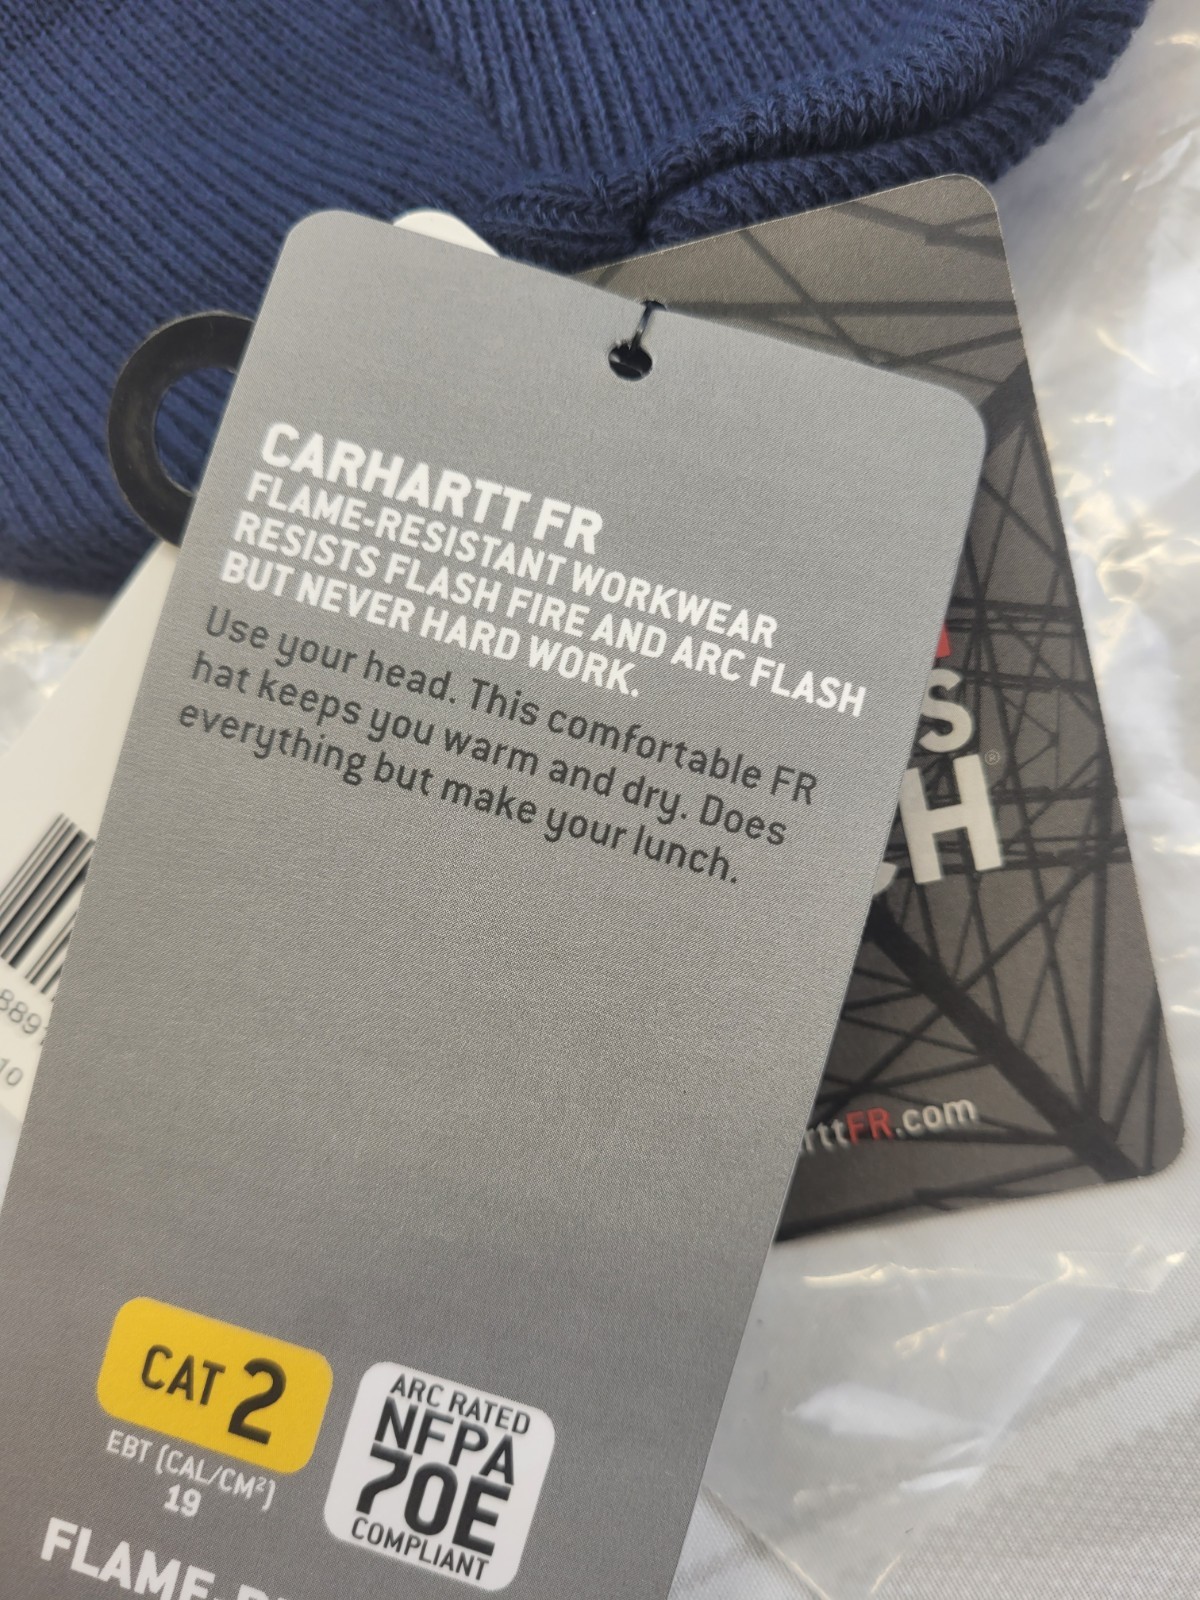 CARHARTT FR
FLAME-RESISTANT WORKWEAR
RESISTS FLASH FIRE AND ARC FLASH
BUT NEVER HARD WORK.
Use your head. This comfortable FR
hat keeps you warm and dry. Does
everything but make your lunch.
CAT 2
EBT (CAL/CM²)
19
ARC RATED
NFPA
70E
COMPLIANT
S
H®
FR.com
10